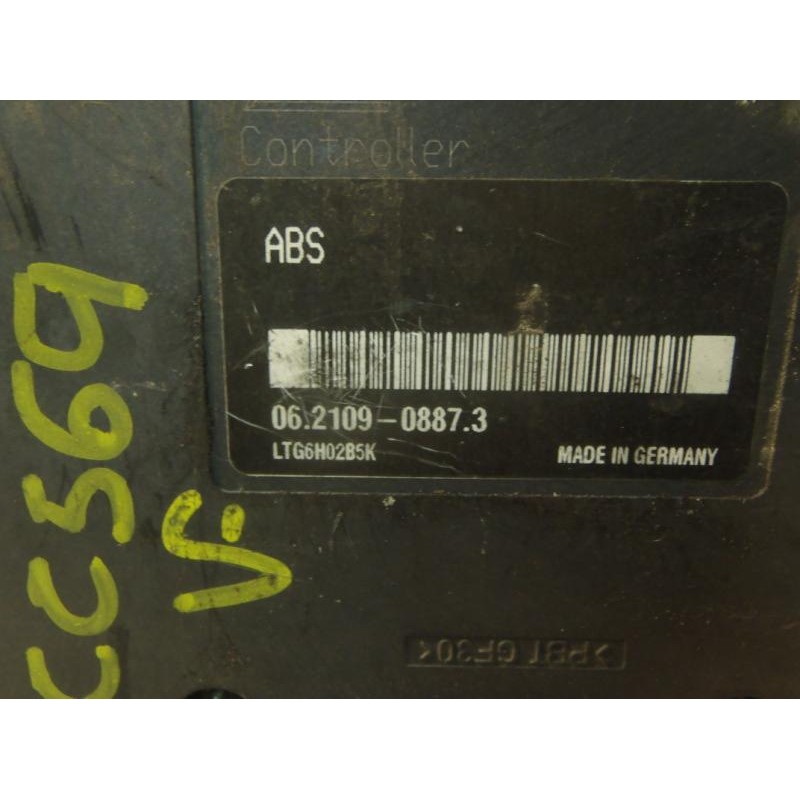 Controller
ABS
06.2109-0887.3
LTG6H02B5K
MADE IN GERMANY
CC569
>PBT GF30<